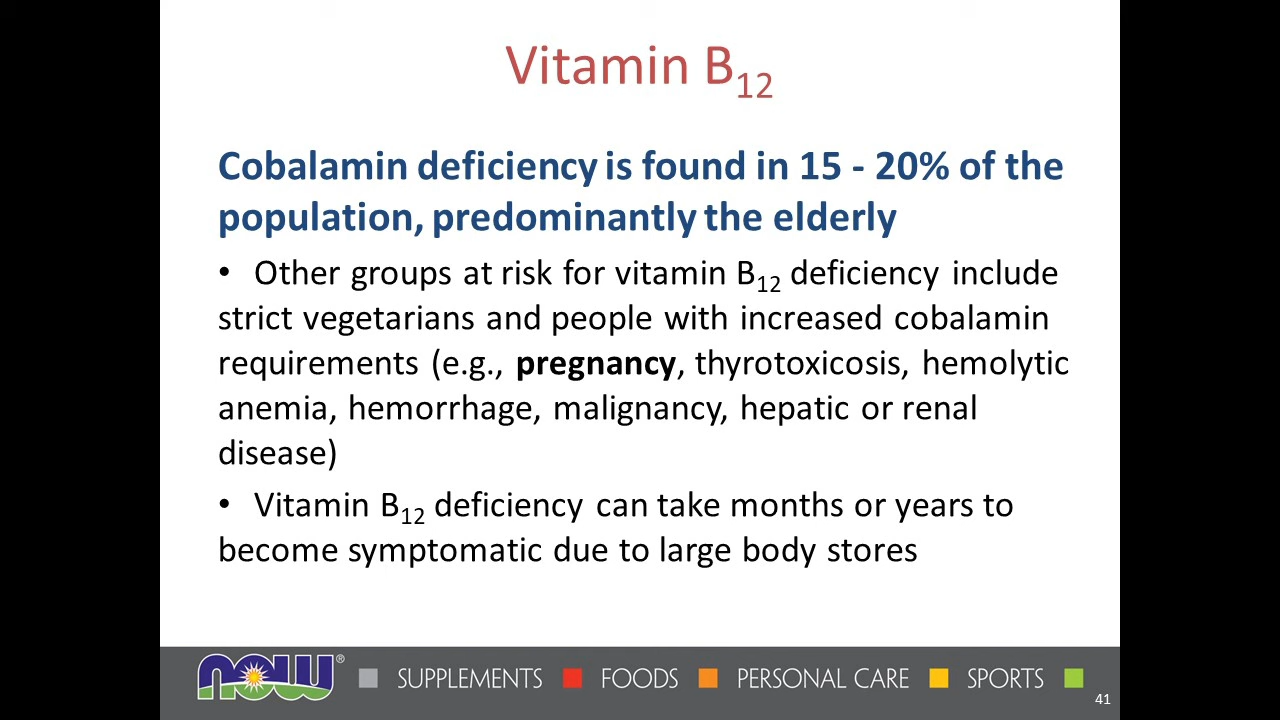 Vitamin B12
Cobalamin deficiency is found in 15 - 20% of the
population, predominantly the elderly
• Other groups at risk for vitamin B12 deficiency include
strict vegetarians and people with increased cobalamin
requirements (e.g., pregnancy, thyrotoxicosis, hemolytic
anemia, hemorrhage, malignancy, hepatic or renal
disease)
• Vitamin B12 deficiency can take months or years to
become symptomatic due to large body stores
now® SUPPLEMENTS FOODS PERSONAL CARE SPORTS
41